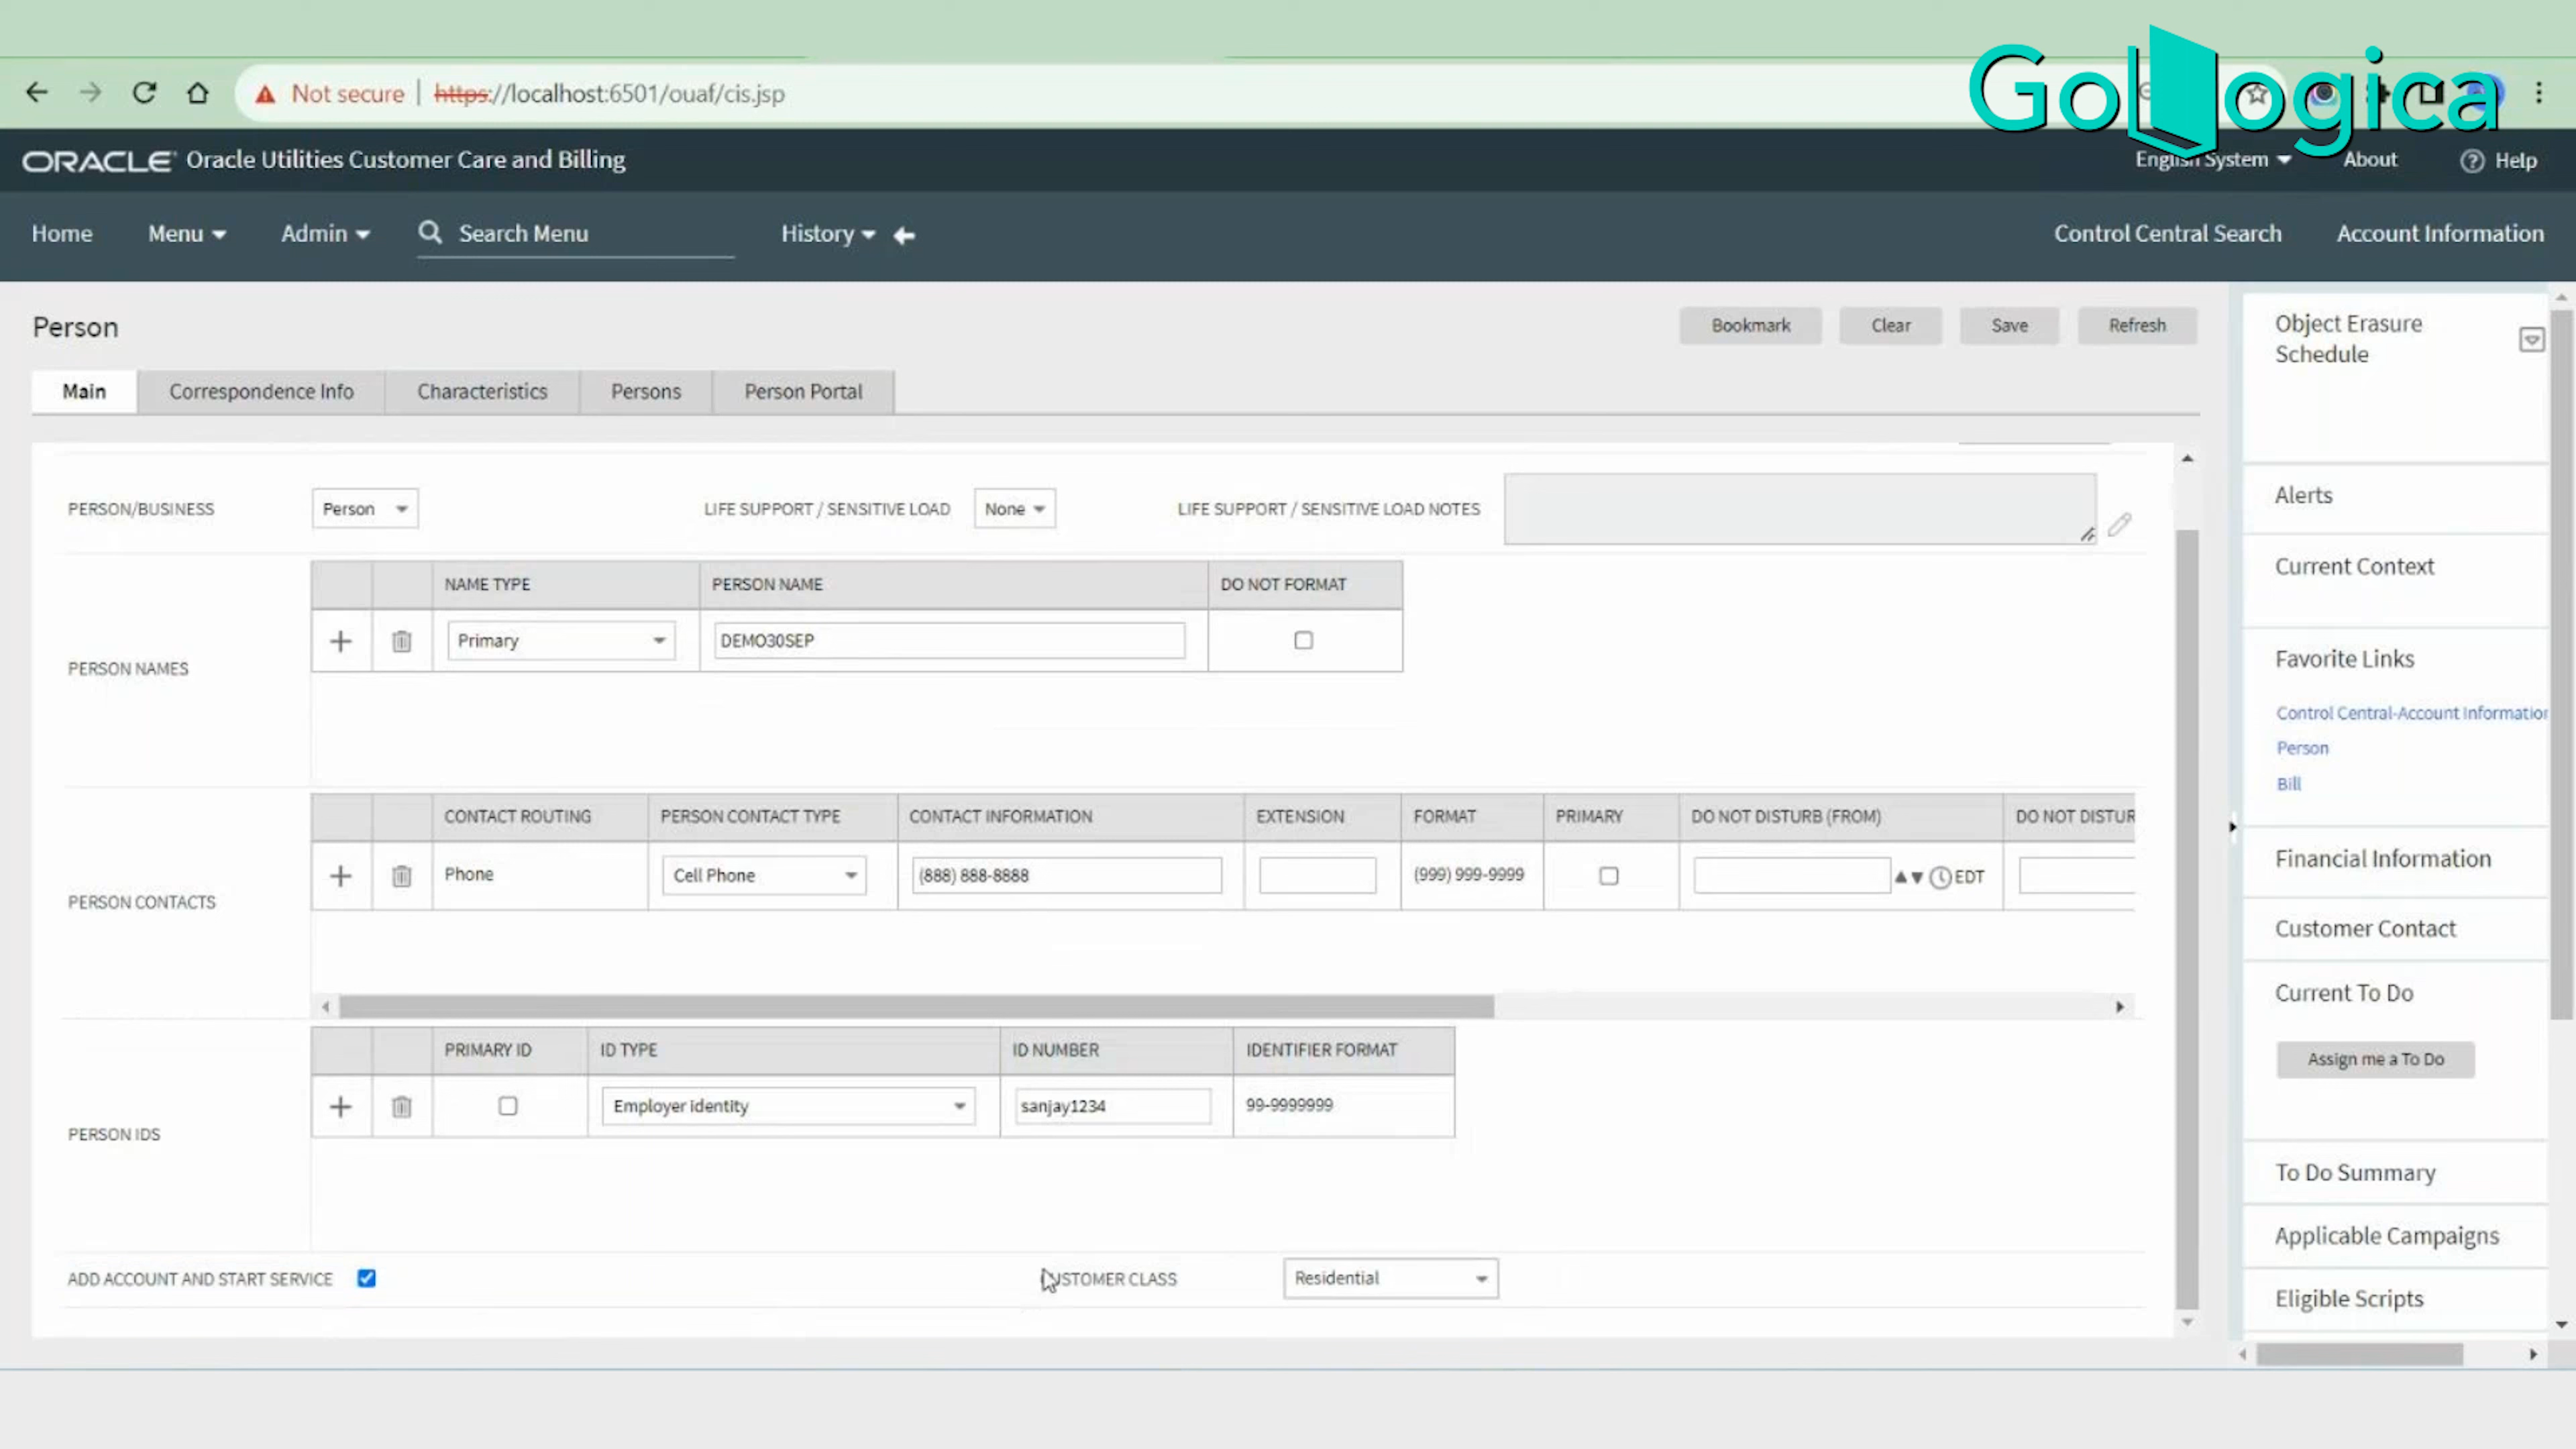 GoLogica
Not secure | https://localhost:6501/ouaf/cis.jsp
ORACLE Oracle Utilities Customer Care and Billing
English System About Help
Home Menu Admin Search Menu History Control Central Search Account Information
Person
Bookmark Clear Save Refresh
Main Correspondence Info Characteristics Persons Person Portal
PERSON/BUSINESS Person LIFE SUPPORT / SENSITIVE LOAD None LIFE SUPPORT / SENSITIVE LOAD NOTES
NAME TYPE PERSON NAME DO NOT FORMAT
Primary DEMO30SEP
PERSON NAMES
CONTACT ROUTING PERSON CONTACT TYPE CONTACT INFORMATION EXTENSION FORMAT PRIMARY DO NOT DISTURB (FROM) DO NOT DISTUR
Phone Cell Phone (888) 888-8888 (999) 999-9999 EDT
PERSON CONTACTS
PRIMARY ID ID TYPE ID NUMBER IDENTIFIER FORMAT
Employer identity sanjay1234 99-9999999
PERSON IDS
ADD ACCOUNT AND START SERVICE CUSTOMER CLASS Residential
Object Erasure
Schedule
Alerts
Current Context
Favorite Links
Control Central-Account Information
Person
Bill
Financial Information
Customer Contact
Current To Do
Assign me a To Do
To Do Summary
Applicable Campaigns
Eligible Scripts